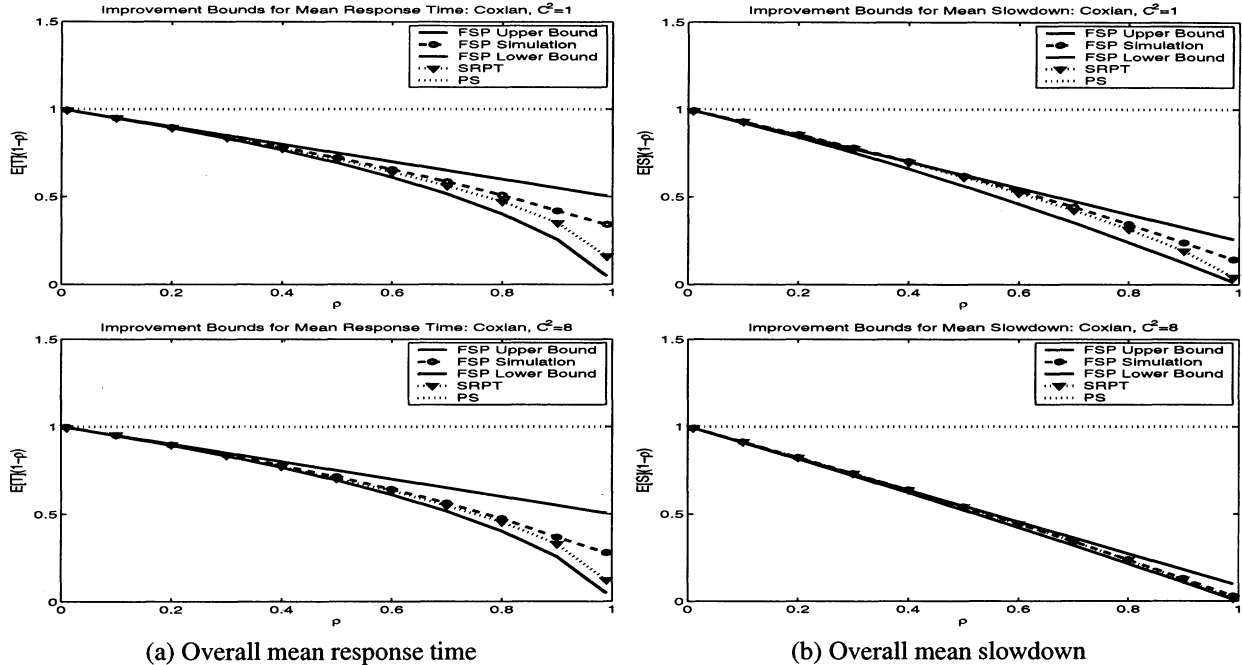 Improvement Bounds for Mean Response Time: Coxian, C²=1
FSP Upper Bound
FSP Simulation
FSP Lower Bound
SRPT
PS
E[T](1-ρ)
1.5
1
0.5
0
0 0.2 0.4 0.6 0.8 1
ρ
Improvement Bounds for Mean Slowdown: Coxian, C²=1
FSP Upper Bound
FSP Simulation
FSP Lower Bound
SRPT
PS
E[S](1-ρ)
1.5
1
0.5
0
0 0.2 0.4 0.6 0.8 1
ρ
Improvement Bounds for Mean Response Time: Coxian, C²=8
FSP Upper Bound
FSP Simulation
FSP Lower Bound
SRPT
PS
E[T](1-ρ)
1.5
1
0.5
0
0 0.2 0.4 0.6 0.8 1
ρ
Improvement Bounds for Mean Slowdown: Coxian, C²=8
FSP Upper Bound
FSP Simulation
FSP Lower Bound
SRPT
PS
E[S](1-ρ)
1.5
1
0.5
0
0 0.2 0.4 0.6 0.8 1
ρ
(a) Overall mean response time
(b) Overall mean slowdown